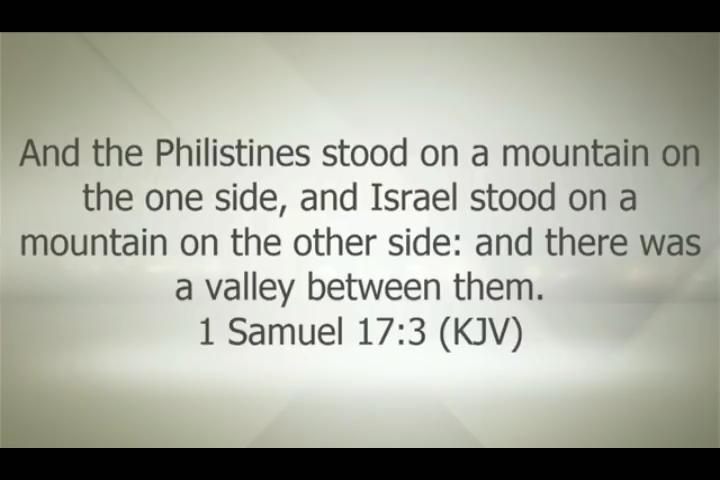 And the Philistines stood on a mountain on
the one side, and Israel stood on a
mountain on the other side: and there was
a valley between them.
1 Samuel 17:3 (KJV)